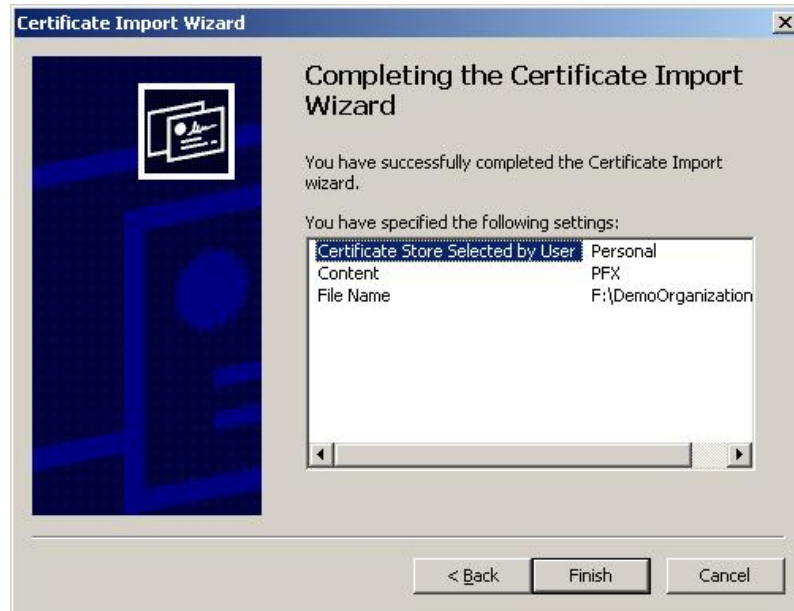 Certificate Import Wizard
Completing the Certificate Import
Wizard
You have successfully completed the Certificate Import
wizard.
You have specified the following settings:
Certificate Store Selected by User Personal
Content PFX
File Name F:\DemoOrganization
< Back Finish Cancel